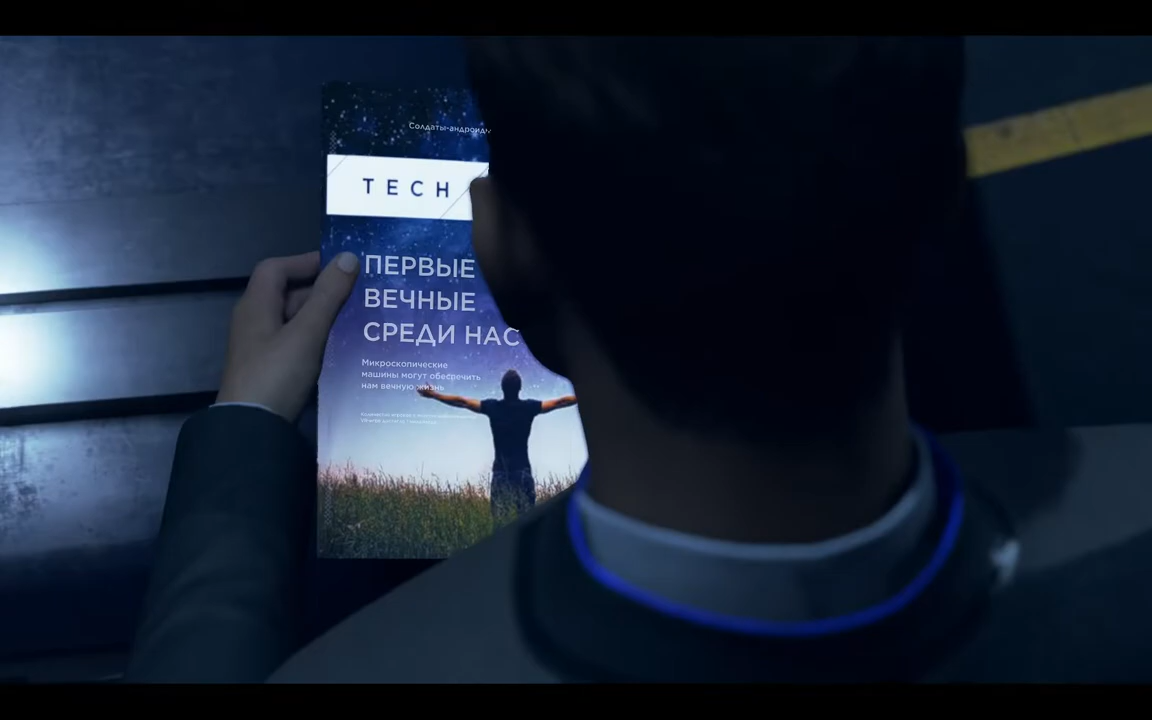 Солдаты-андроиды
TECH
ПЕРВЫЕ
ВЕЧНЫЕ
СРЕДИ НАС
Микроскопические
машины могут обеспечить
нам вечную жизнь